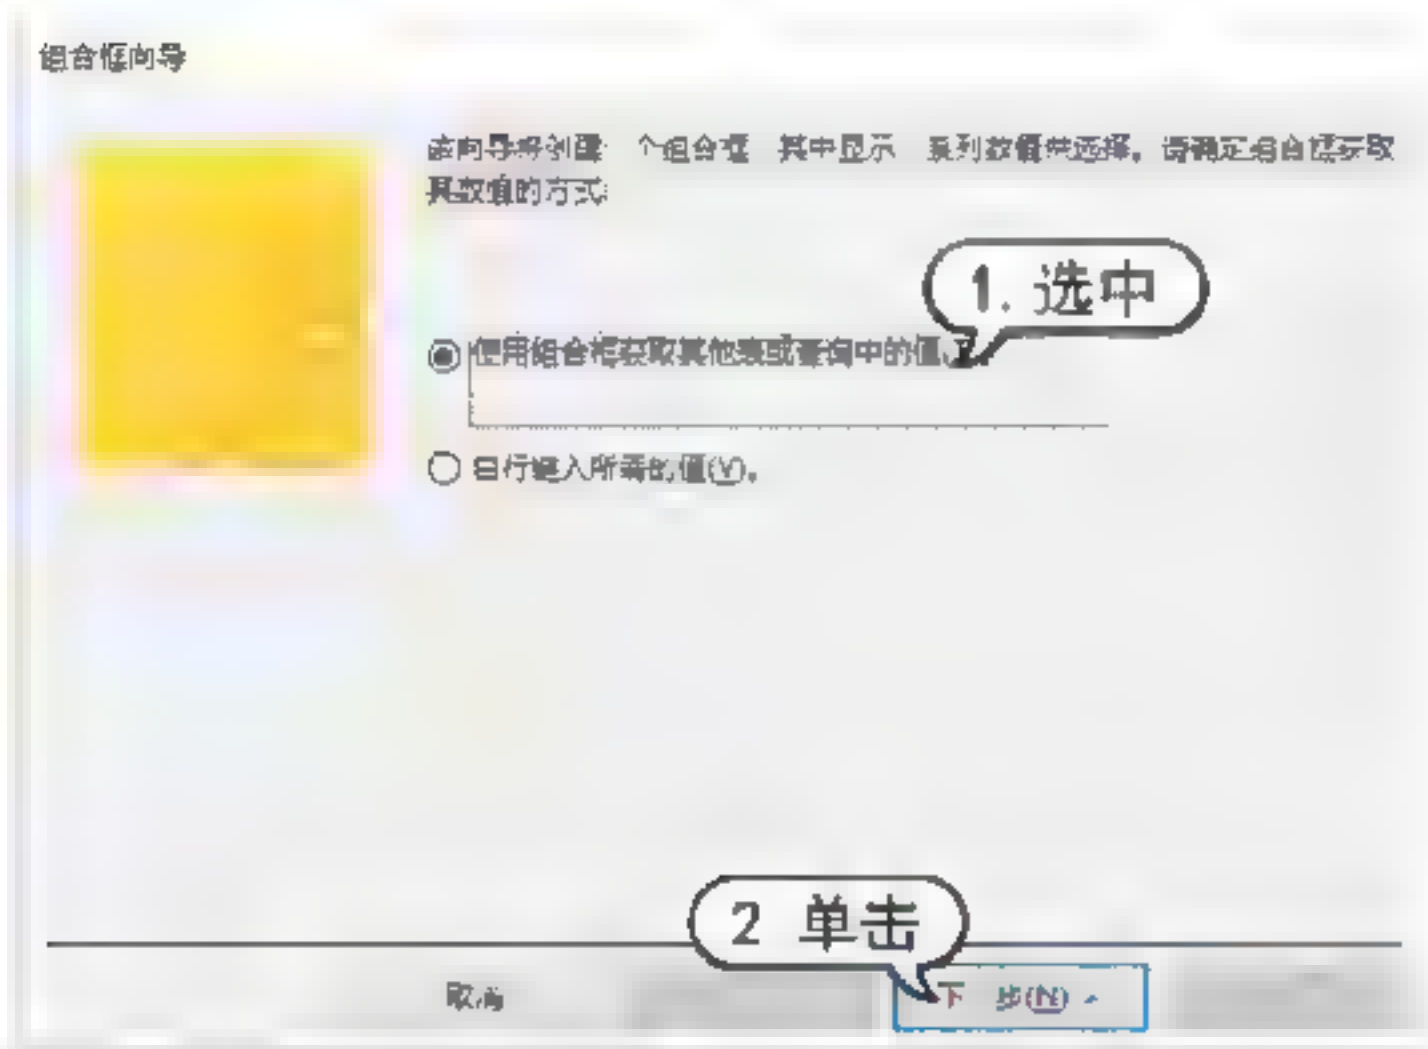 组合框向导
该向导将创建 个组合框 其中显示 系列数值供选择。请确定组合框获取
其数值的方式:
1. 选中
使用组合框获取其他表或查询中的值
自行键入所需的值(V)。
2 单击
取消
下 步(N)